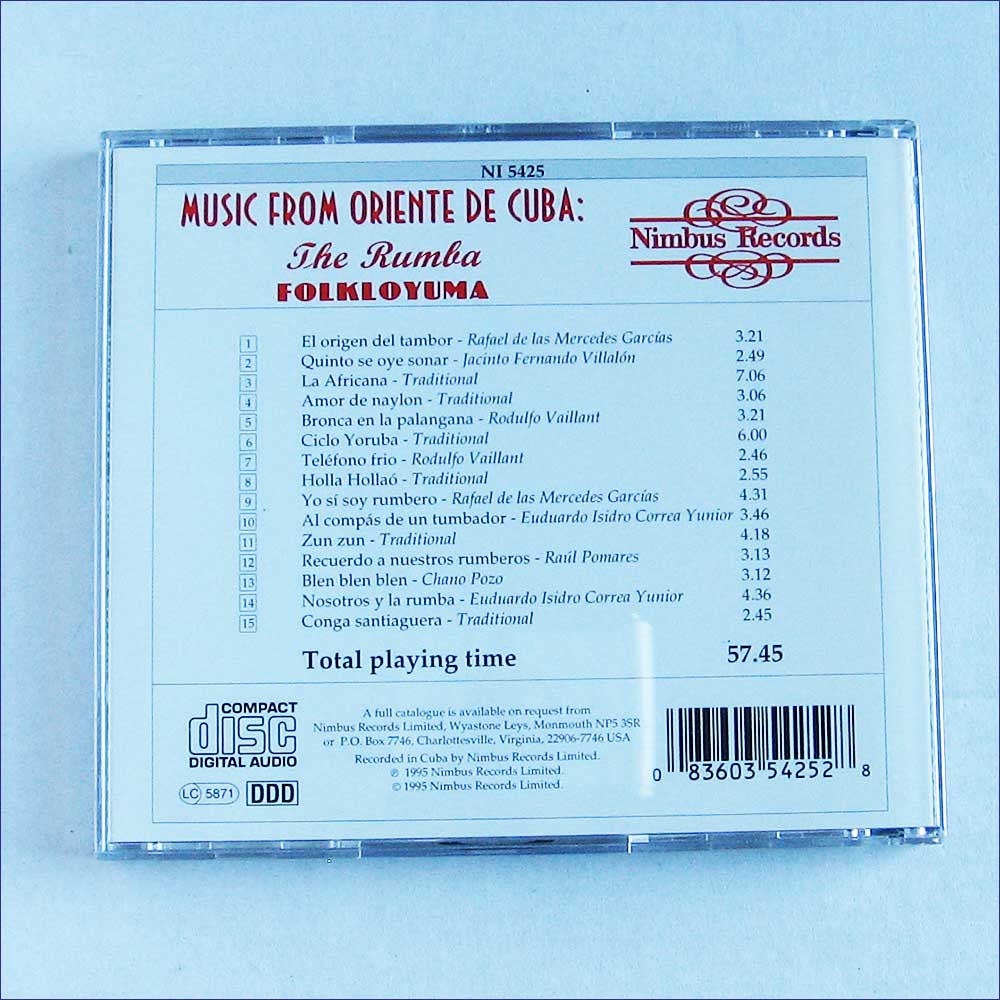 NI 5425
MUSIC FROM ORIENTE DE CUBA:
The Rumba
FOLKLOYUMA
Nimbus Records
1 El origen del tambor - Rafael de las Mercedes Garcías 3.21
2 Quinto se oye sonar - Jacinto Fernando Villalón 2.49
3 La Africana - Traditional 7.06
4 Amor de naylon - Traditional 3.06
5 Bronca en la palangana - Rodulfo Vaillant 3.21
6 Ciclo Yoruba - Traditional 6.00
7 Teléfono frio - Rodulfo Vaillant 2.46
8 Holla Hollaó - Traditional 2.55
9 Yo sí soy rumbero - Rafael de las Mercedes Garcías 4.31
10 Al compás de un tumbador - Euduardo Isidro Correa Yunior 3.46
11 Zun zun - Traditional 4.18
12 Recuerdo a nuestros rumberos - Raúl Pomares 3.13
13 Blen blen blen - Chano Pozo 3.12
14 Nosotros y la rumba - Euduardo Isidro Correa Yunior 4.36
15 Conga santiaguera - Traditional 2.45
Total playing time 57.45
COMPACT
disc
DIGITAL AUDIO
LC 5871
DDD
A full catalogue is available on request from
Nimbus Records Limited, Wyastone Leys, Monmouth NP5 3SR
or P.O. Box 7746, Charlottesville, Virginia, 22906-7746 USA
Recorded in Cuba by Nimbus Records Limited.
℗ 1995 Nimbus Records Limited.
© 1995 Nimbus Records Limited.
0 83603 54252 8